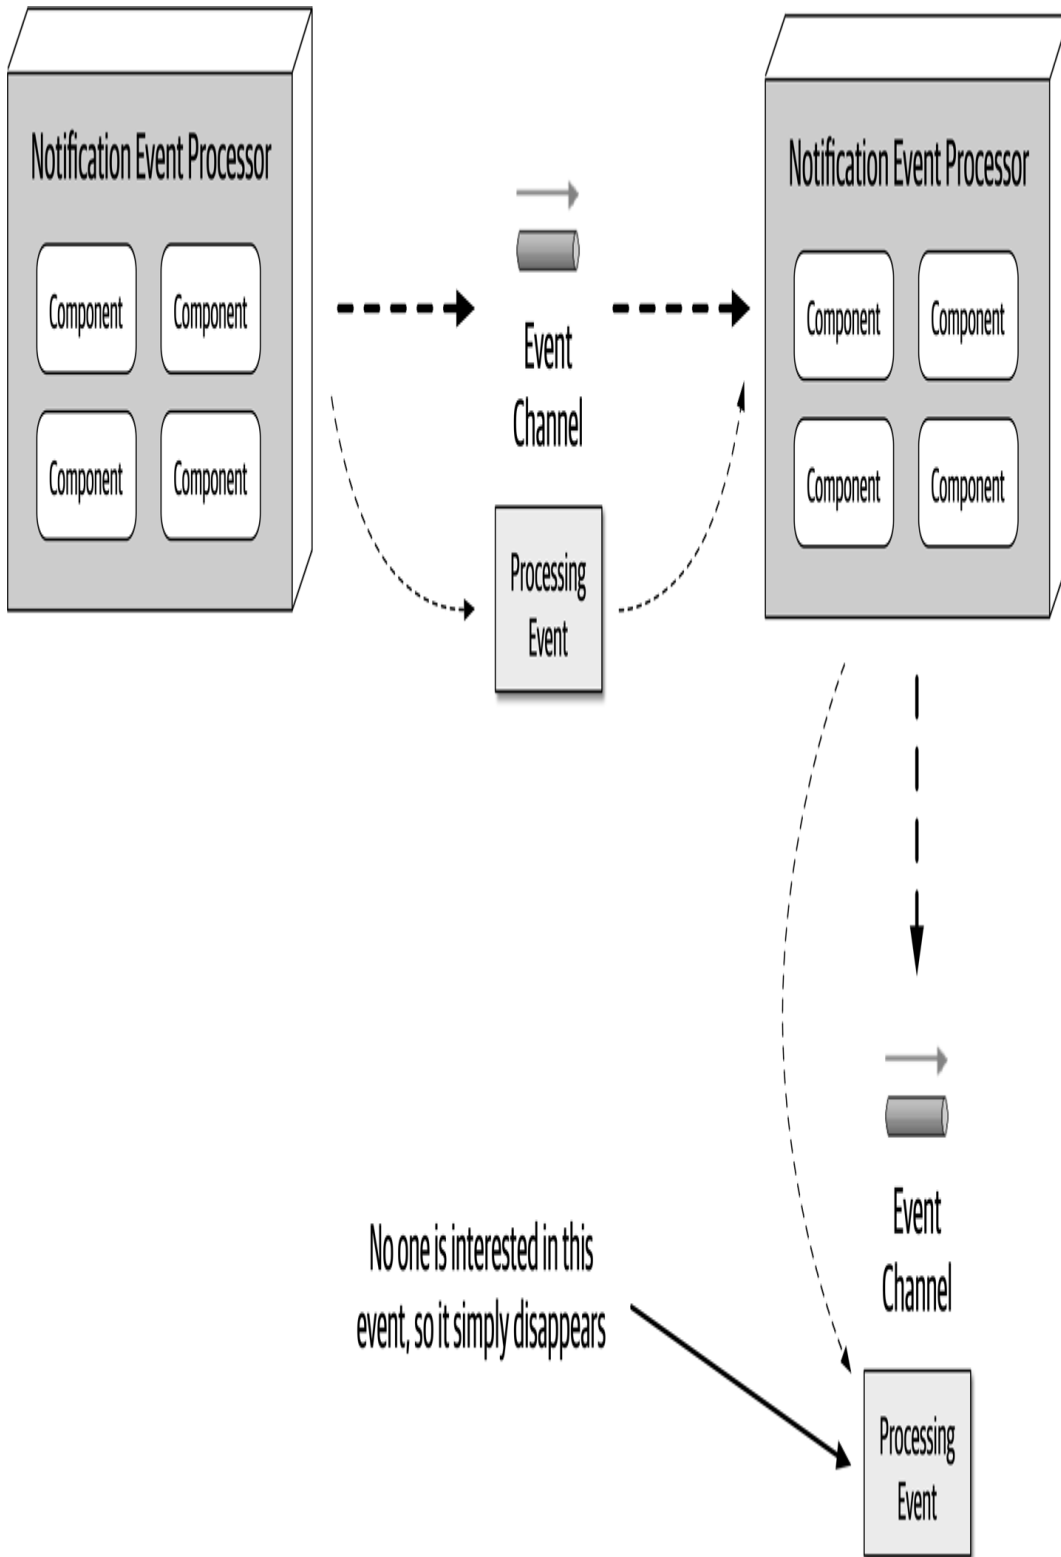 Notification Event Processor
Component
Component
Component
Component
Event
Channel
Processing
Event
Notification Event Processor
Component
Component
Component
Component
Event
Channel
No one is interested in this
event, so it simply disappears
Processing
Event